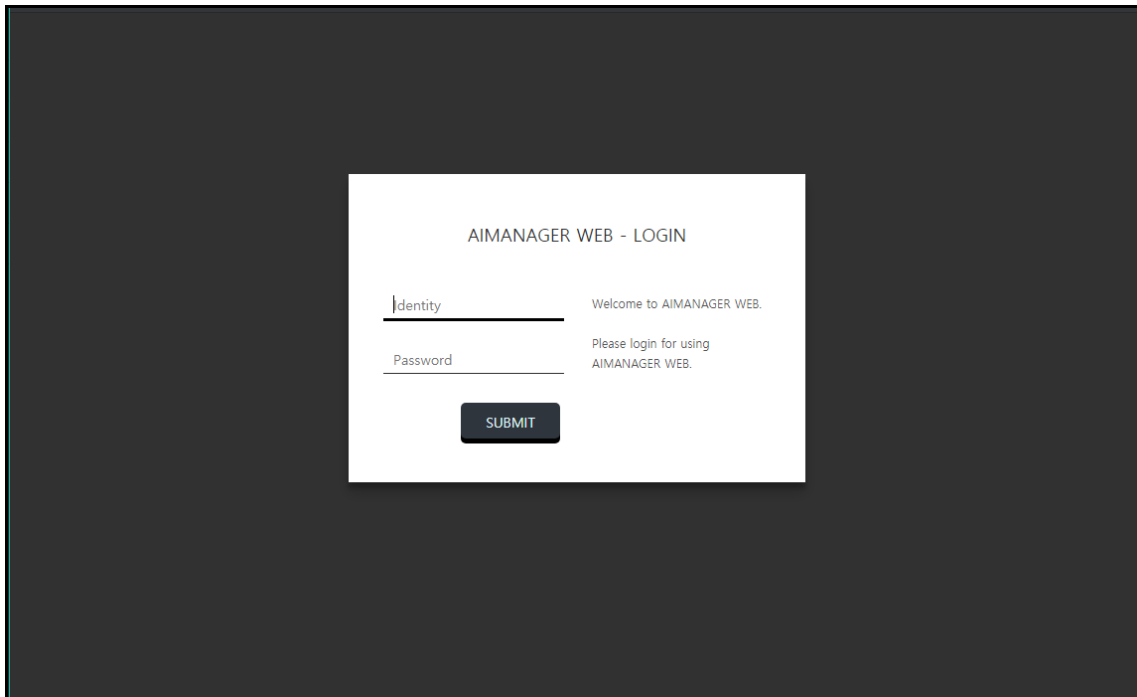 AIMANAGER WEB - LOGIN
Identity
Welcome to AIMANAGER WEB.
Password
Please login for using
AIMANAGER WEB.
SUBMIT